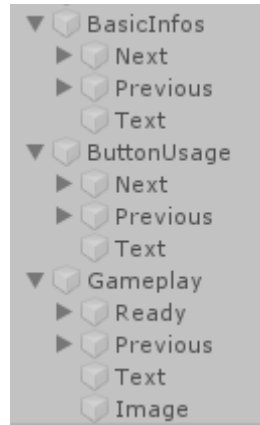 BasicInfos
Next
Previous
Text
ButtonUsage
Next
Previous
Text
Gameplay
Ready
Previous
Text
Image